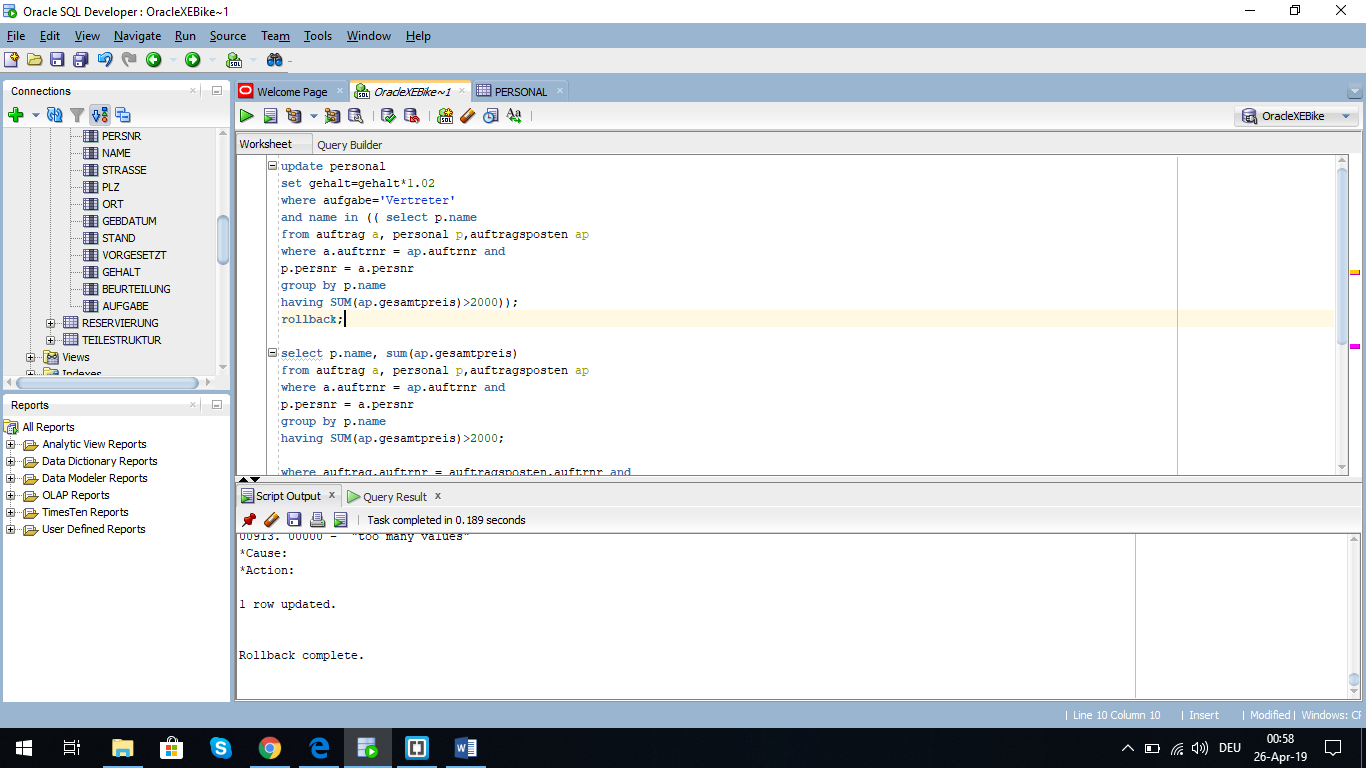 Oracle SQL Developer : OracleXEBike~1
File Edit View Navigate Run Source Team Tools Window Help
Connections
PERSNR
NAME
STRASSE
PLZ
ORT
GEBDATUM
STAND
VORGESETZT
GEHALT
BEURTEILUNG
AUFGABE
RESERVIERUNG
TEILESTRUKTUR
Views
Indexes
Reports
All Reports
Analytic View Reports
Data Dictionary Reports
Data Modeler Reports
OLAP Reports
TimesTen Reports
User Defined Reports
Welcome Page OracleXEBike~1 PERSONAL
OracleXEBike
Worksheet Query Builder
update personal
set gehalt=gehalt*1.02
where aufgabe='Vertreter'
and name in (( select p.name
from auftrag a, personal p,auftragsposten ap
where a.auftrnr = ap.auftrnr and
p.persnr = a.persnr
group by p.name
having SUM(ap.gesamtpreis)>2000));
rollback;
select p.name, sum(ap.gesamtpreis)
from auftrag a, personal p,auftragsposten ap
where a.auftrnr = ap.auftrnr and
p.persnr = a.persnr
group by p.name
having SUM(ap.gesamtpreis)>2000;
where auftrag.auftrnr = auftragsposten.auftrnr and
Script Output x Query Result x
Task completed in 0.189 seconds
00913. 00000 - "too many values"
*Cause:
*Action:
1 row updated.
Rollback complete.
Line 10 Column 10 | Insert | Modified | Windows: CF
DEU
00:58
26-Apr-19